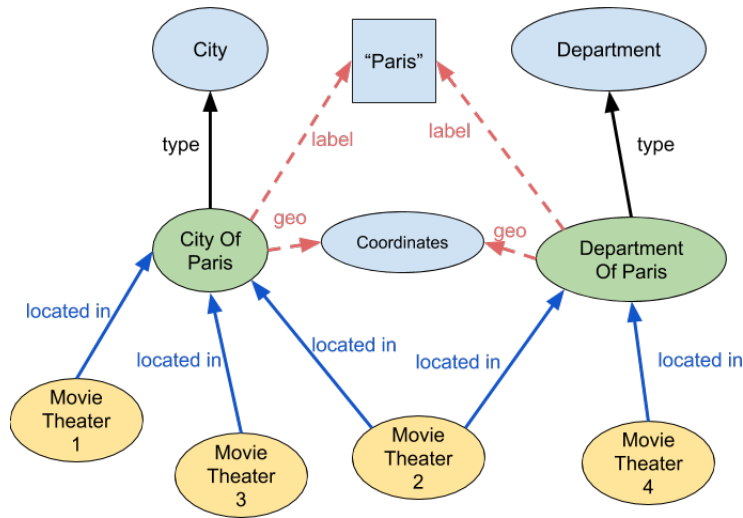 City
“Paris”
Department
type
label
label
type
geo
geo
City Of
Paris
Coordinates
Department
Of Paris
located in
located in
located in
located in
located in
Movie
Theater
1
Movie
Theater
3
Movie
Theater
2
Movie
Theater
4